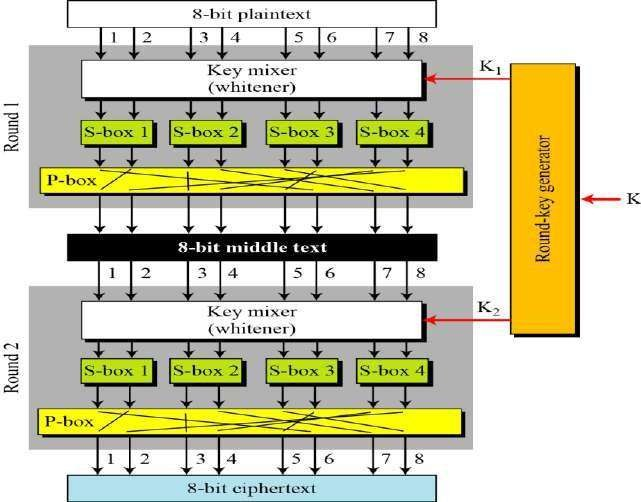 8-bit plaintext
1 2 3 4 5 6 7 8
Round 1
Key mixer
(whitener)
K1
S-box 1 S-box 2 S-box 3 S-box 4
P-box
Round-key generator
K
8-bit middle text
1 2 3 4 5 6 7 8
Round 2
Key mixer
(whitener)
K2
S-box 1 S-box 2 S-box 3 S-box 4
P-box
1 2 3 4 5 6 7 8
8-bit ciphertext